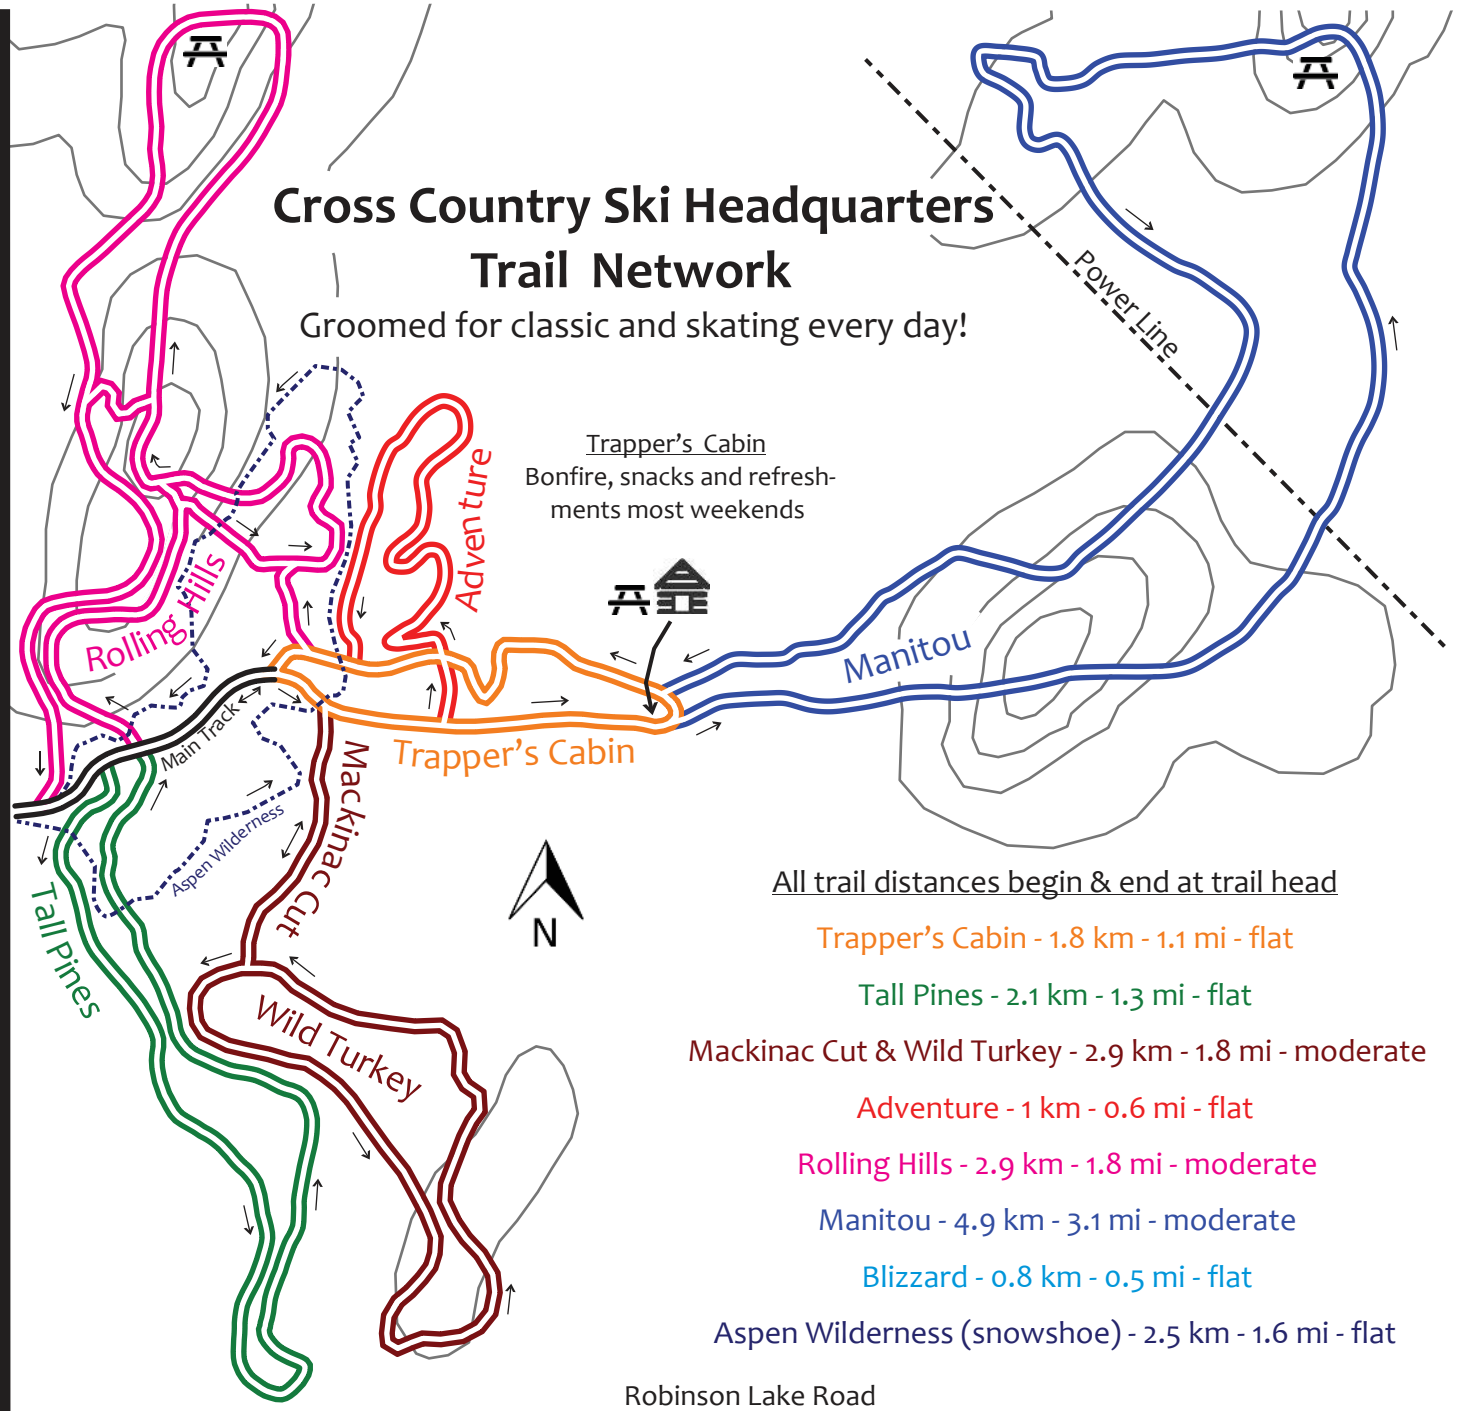 Cross Country Ski Headquarters
Trail Network
Groomed for classic and skating every day!
Power Line
Trapper's Cabin
Bonfire, snacks and refresh-
ments most weekends
Adventure
Rolling Hills
Manitou
Main Track
Trapper's Cabin
Mackinac Cut
Aspen Wilderness
Tall Pines
Wild Turkey
N
All trail distances begin & end at trail head
Trapper's Cabin - 1.8 km - 1.1 mi - flat
Tall Pines - 2.1 km - 1.3 mi - flat
Mackinac Cut & Wild Turkey - 2.9 km - 1.8 mi - moderate
Adventure - 1 km - 0.6 mi - flat
Rolling Hills - 2.9 km - 1.8 mi - moderate
Manitou - 4.9 km - 3.1 mi - moderate
Blizzard - 0.8 km - 0.5 mi - flat
Aspen Wilderness (snowshoe) - 2.5 km - 1.6 mi - flat
Robinson Lake Road